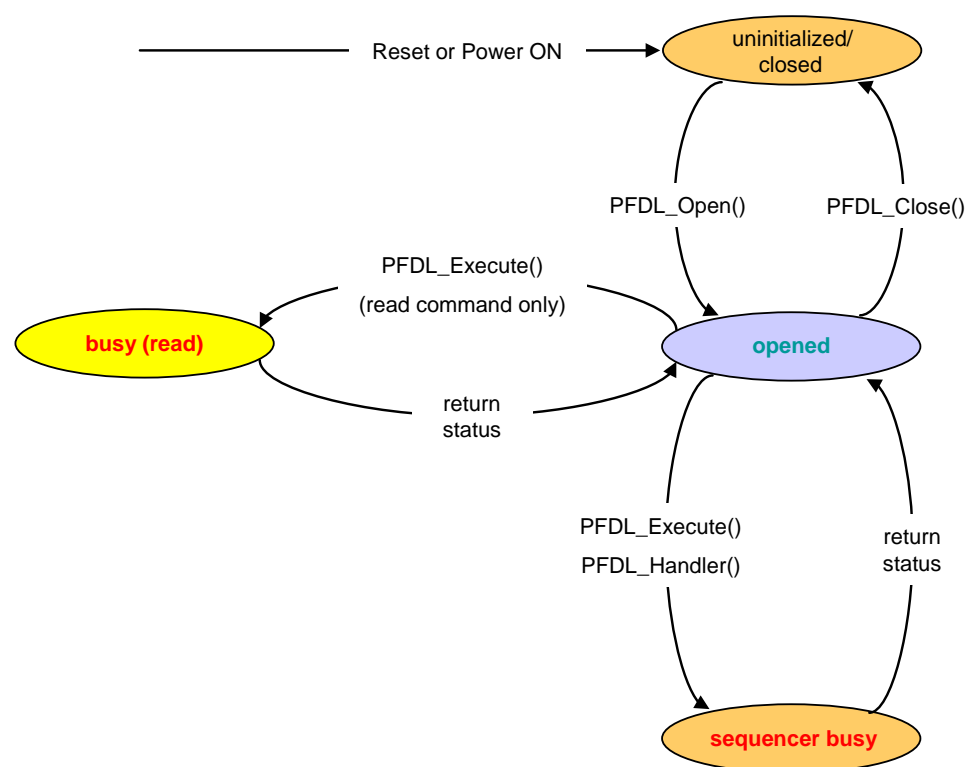 Reset or Power ON
uninitialized/
closed
PFDL_Open()
PFDL_Close()
PFDL_Execute()
(read command only)
busy (read)
opened
return
status
PFDL_Execute()
PFDL_Handler()
return
status
sequencer busy